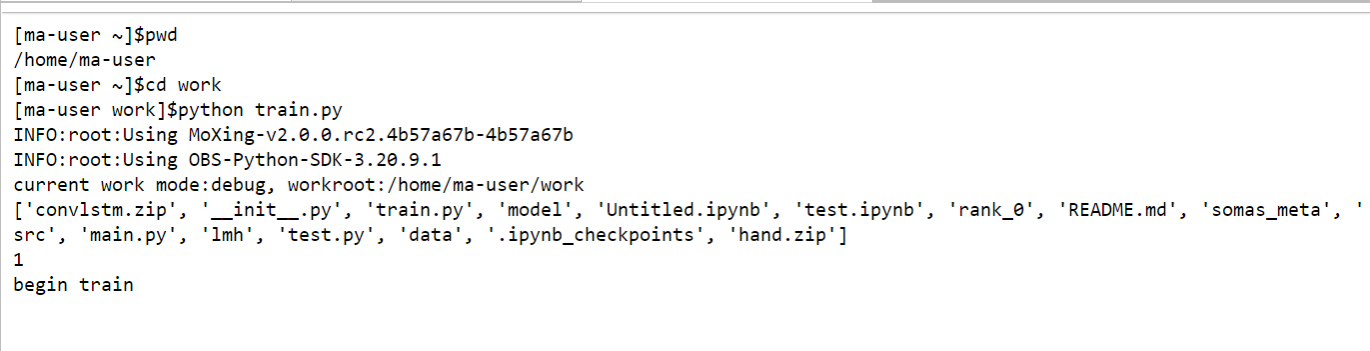 [ma-user ~]$pwd
/home/ma-user
[ma-user ~]$cd work
[ma-user work]$python train.py
INFO:root:Using MoXing-v2.0.0.rc2.4b57a67b-4b57a67b
INFO:root:Using OBS-Python-SDK-3.20.9.1
current work mode:debug, workroot:/home/ma-user/work
['convlstm.zip', '__init__.py', 'train.py', 'model', 'Untitled.ipynb', 'test.ipynb', 'rank_0', 'README.md', 'somas_meta', '
src', 'main.py', 'lmh', 'test.py', 'data', '.ipynb_checkpoints', 'hand.zip']
1
begin train